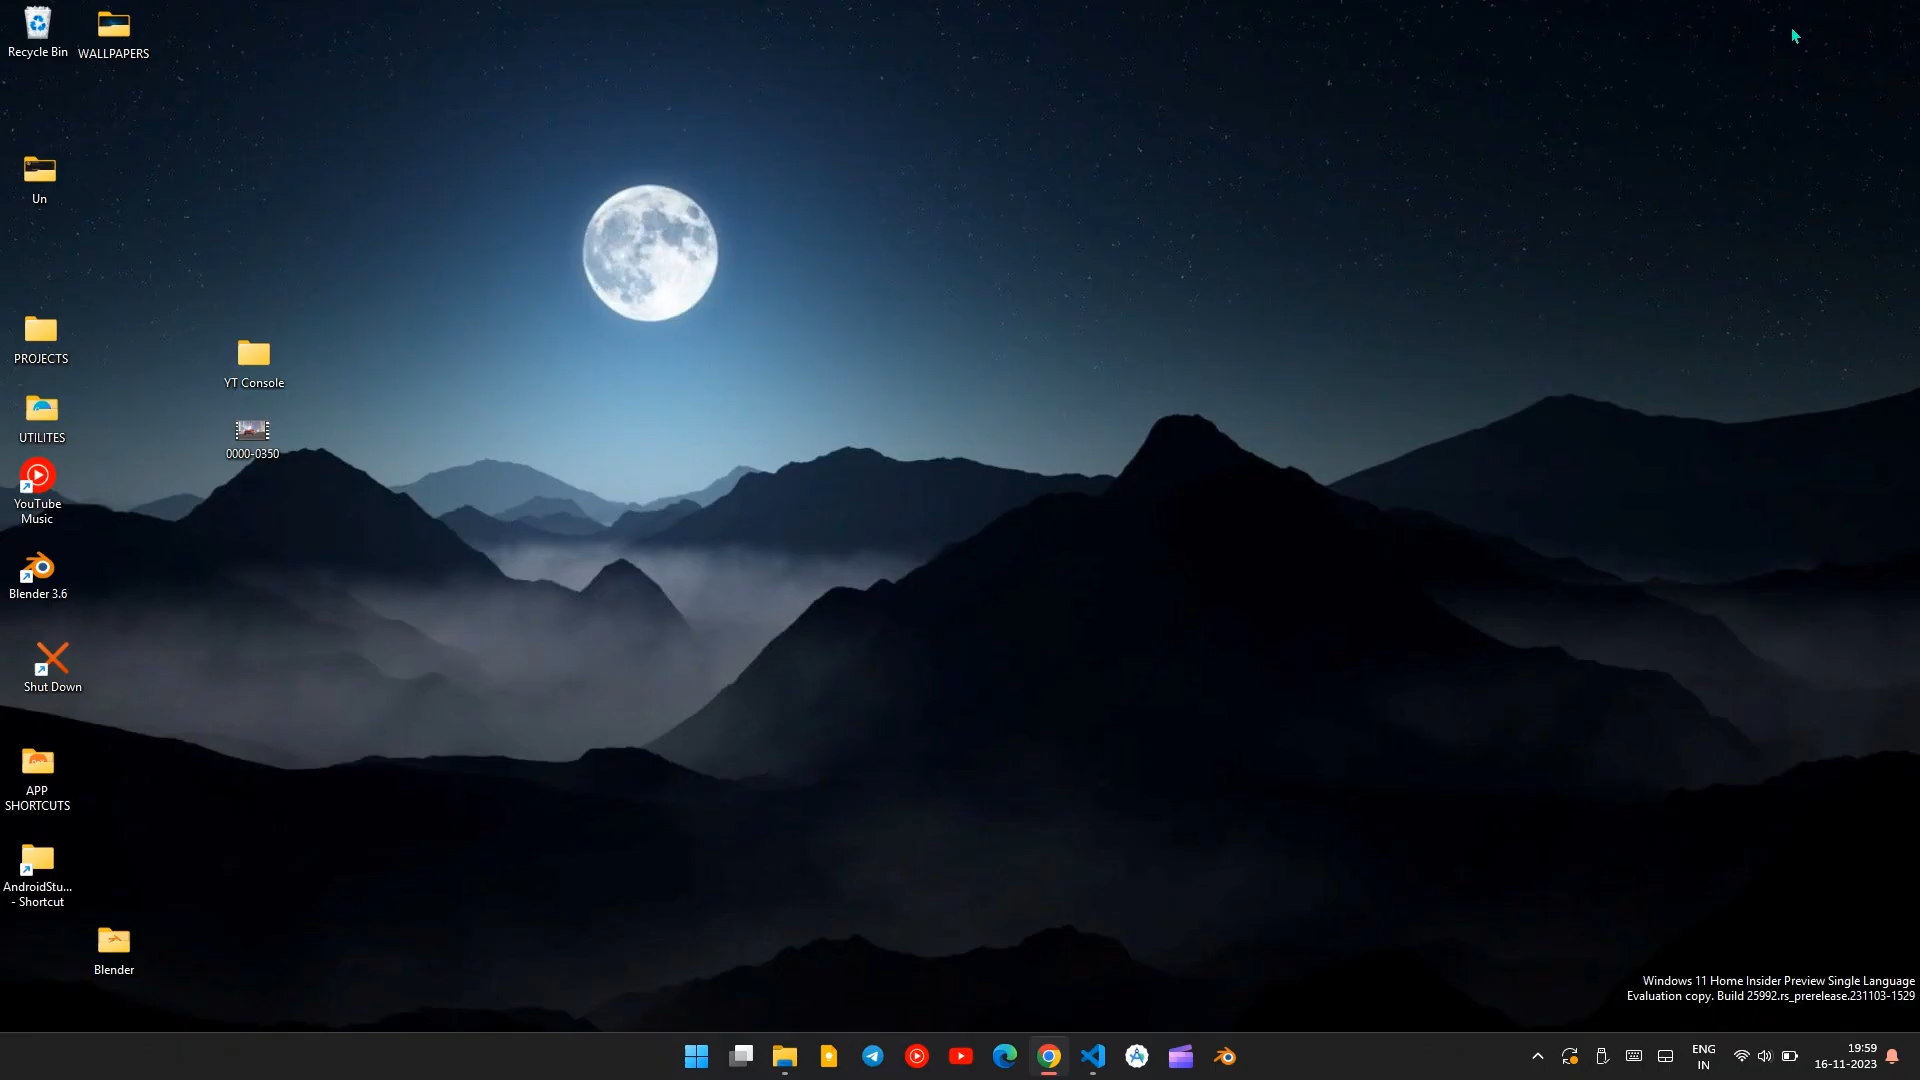 Recycle Bin
WALLPAPERS
Un
PROJECTS
YT Console
UTILITES
0000-0350
YouTube
Music
Blender 3.6
Shut Down
APP
SHORTCUTS
AndroidStu...
- Shortcut
Blender
Windows 11 Home Insider Preview Single Language
Evaluation copy. Build 25992.rs_prerelease.231103-1529
ENG
IN
19:59
16-11-2023